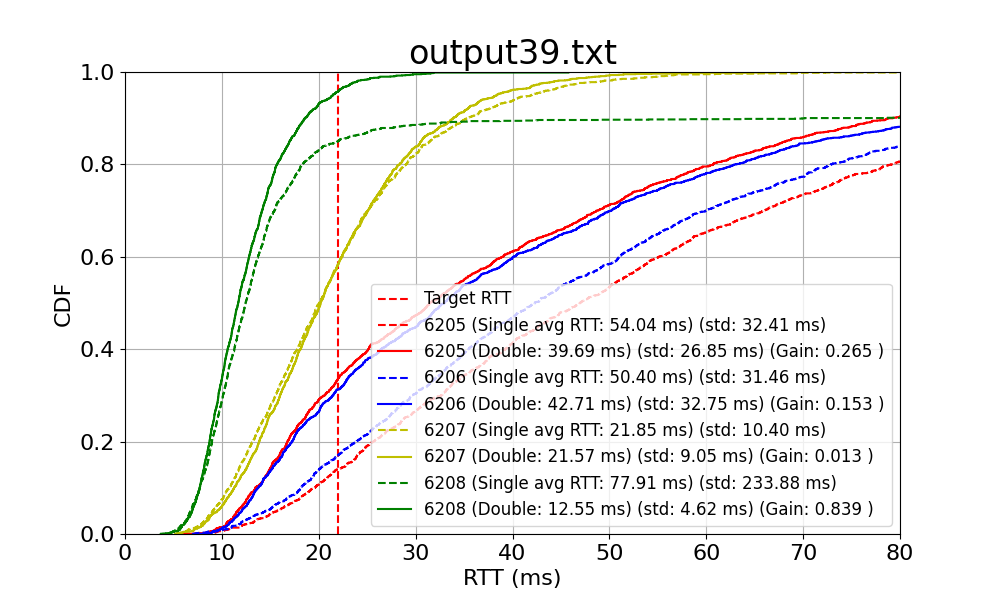 output39.txt
1.0
0.8
0.6
0.4
0.2
0.0
CDF
Target RTT
6205 (Single avg RTT: 54.04 ms) (std: 32.41 ms)
6205 (Double: 39.69 ms) (std: 26.85 ms) (Gain: 0.265 )
6206 (Single avg RTT: 50.40 ms) (std: 31.46 ms)
6206 (Double: 42.71 ms) (std: 32.75 ms) (Gain: 0.153 )
6207 (Single avg RTT: 21.85 ms) (std: 10.40 ms)
6207 (Double: 21.57 ms) (std: 9.05 ms) (Gain: 0.013 )
6208 (Single avg RTT: 77.91 ms) (std: 233.88 ms)
6208 (Double: 12.55 ms) (std: 4.62 ms) (Gain: 0.839 )
0 10 20 30 40 50 60 70 80
RTT (ms)